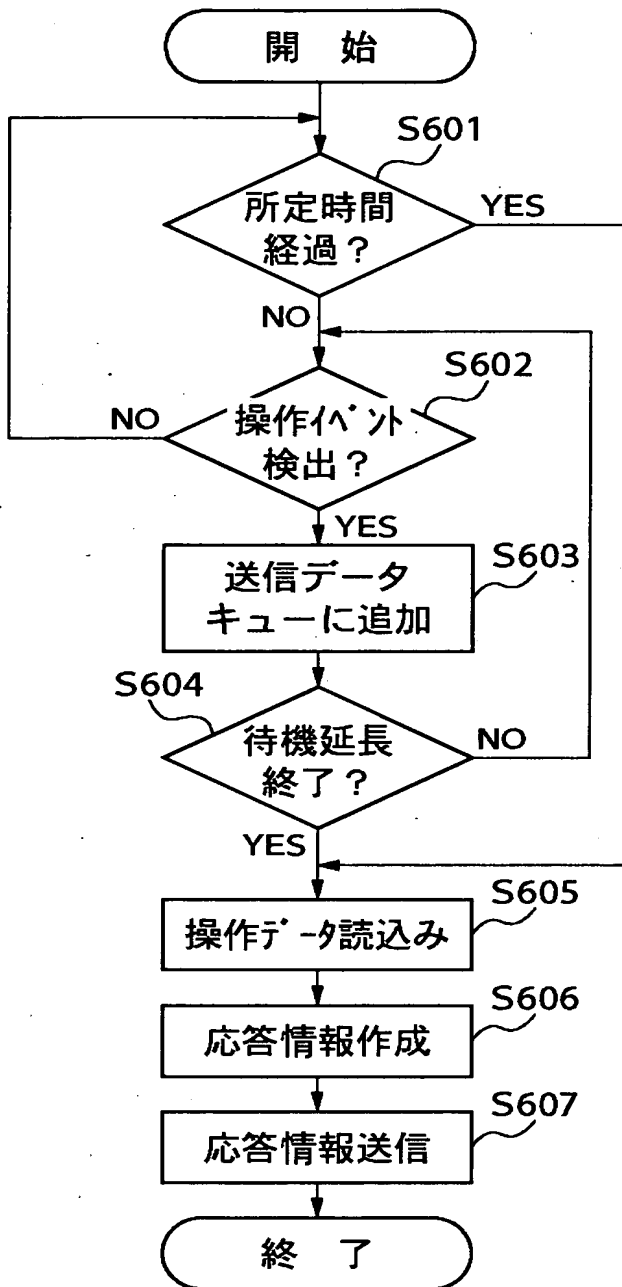 開 始
S601
所定時間
経過?
YES
NO
S602
操作ｲﾍﾞﾝﾄ
検出?
NO
YES
S603
送信データ
キューに追加
S604
待機延長
終了?
NO
YES
S605
操作ﾃﾞｰﾀ読込み
S606
応答情報作成
S607
応答情報送信
終 了